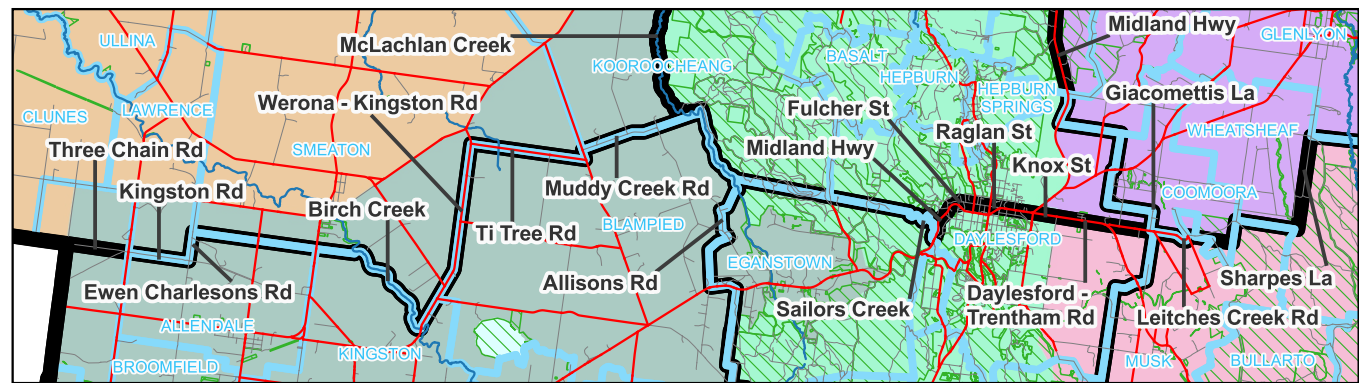 Midland Hwy
GLENLYON
ULLINA
McLachlan Creek
BASALT
KOOROOCHEANG
HEPBURN
HEPBURN
SPRINGS
Giacomettis La
Werona - Kingston Rd
Fulcher St
LAWRENCE
CLUNES
Raglan St
WHEATSHEAF
Three Chain Rd
SMEATON
Midland Hwy
Knox St
Kingston Rd
Muddy Creek Rd
COOMOORA
Birch Creek
BLAMPIED
Ti Tree Rd
DAYLESFORD
EGANSTOWN
Sharpes La
Allisons Rd
Ewen Charlesons Rd
Daylesford -
Trentham Rd
Sailors Creek
Leitches Creek Rd
ALLENDALE
KINGSTON
MUSK
BULLARTO
BROOMFIELD